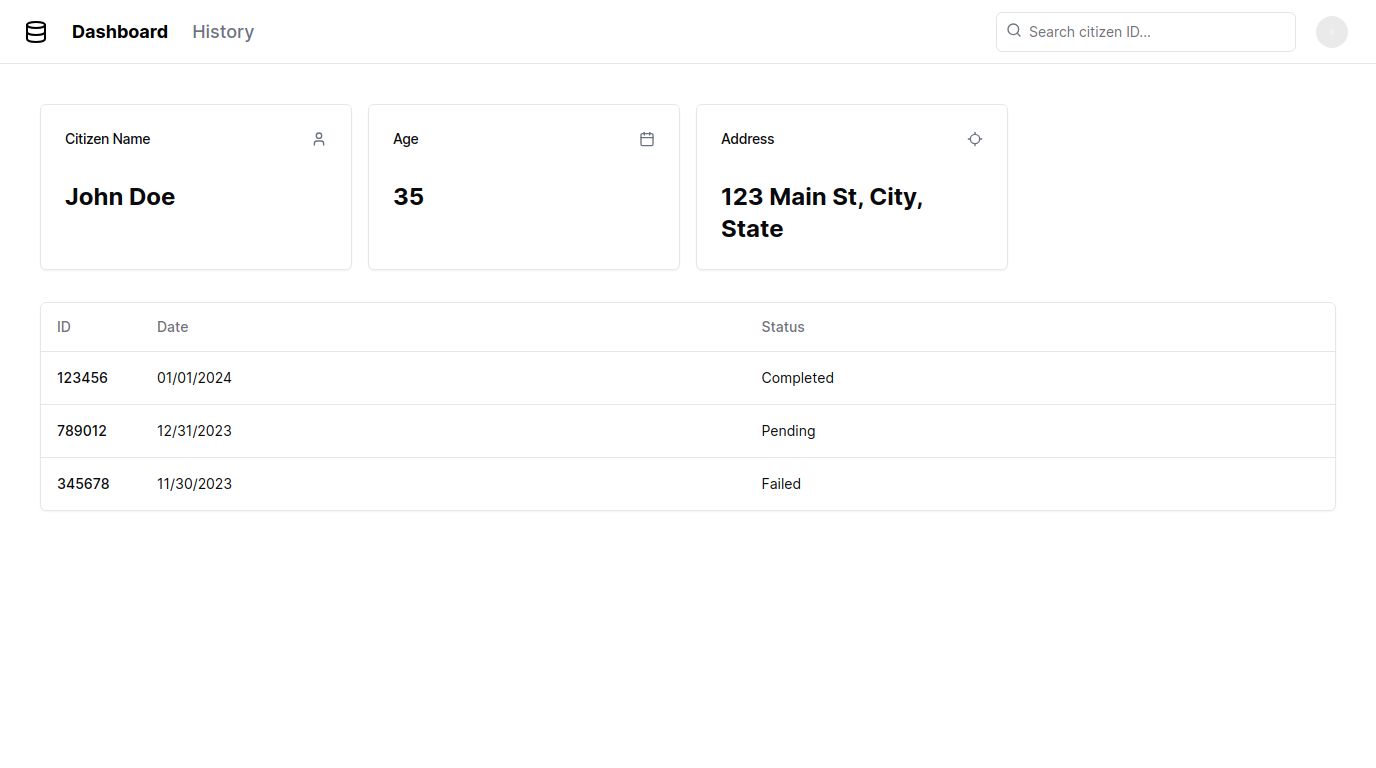 Dashboard History Search citizen ID...
Citizen Name Age Address
John Doe 35 123 Main St, City,
State
ID Date Status
123456 01/01/2024 Completed
789012 12/31/2023 Pending
345678 11/30/2023 Failed